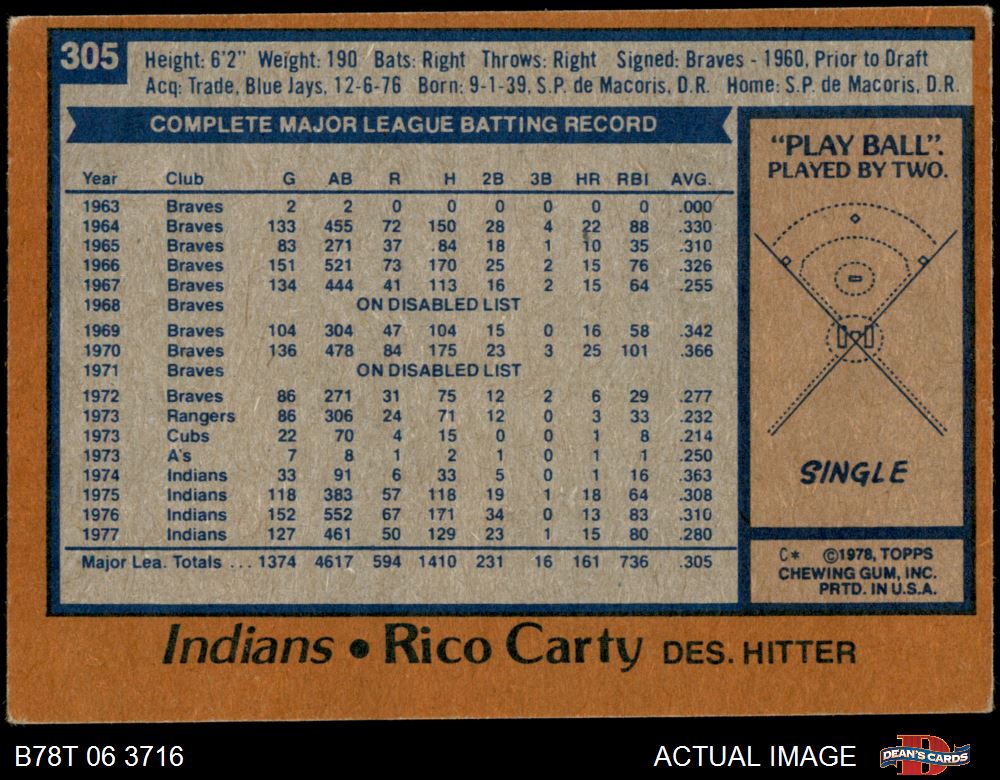 305
Height: 6'2" Weight: 190 Bats: Right Throws: Right Signed: Braves - 1960, Prior to Draft
Acq: Trade, Blue Jays, 12-6-76 Born: 9-1-39, S.P. de Macoris, D.R. Home: S.P. de Macoris, D.R.
COMPLETE MAJOR LEAGUE BATTING RECORD
Year Club G AB R H 2B 3B HR RBI AVG.
1963 Braves 2 2 0 0 0 0 0 0 .000
1964 Braves 133 455 72 150 28 4 22 88 .330
1965 Braves 83 271 37 .84 18 1 10 35 .310
1966 Braves 151 521 73 170 25 2 15 76 .326
1967 Braves 134 444 41 113 16 2 15 64 .255
1968 Braves ON DISABLED LIST
1969 Braves 104 304 47 104 15 0 16 58 .342
1970 Braves 136 478 84 175 23 3 25 101 .366
1971 Braves ON DISABLED LIST
1972 Braves 86 271 31 75 12 2 6 29 .277
1973 Rangers 86 306 24 71 12 0 3 33 .232
1973 Cubs 22 70 4 15 0 0 1 8 .214
1973 A's 7 8 1 2 1 0 1 1 .250
1974 Indians 33 91 6 33 5 0 1 16 .363
1975 Indians 118 383 57 118 19 1 18 64 .308
1976 Indians 152 552 67 171 34 0 13 83 .310
1977 Indians 127 461 50 129 23 1 15 80 .280
Major Lea. Totals ... 1374 4617 594 1410 231 16 161 736 .305
"PLAY BALL".
PLAYED BY TWO.
SINGLE
C* ©1978, TOPPS
CHEWING GUM, INC.
PRTD. IN U.S.A.
Indians • Rico Carty DES. HITTER
B78T 06 3716
ACTUAL IMAGE
DEAN'S CARDS